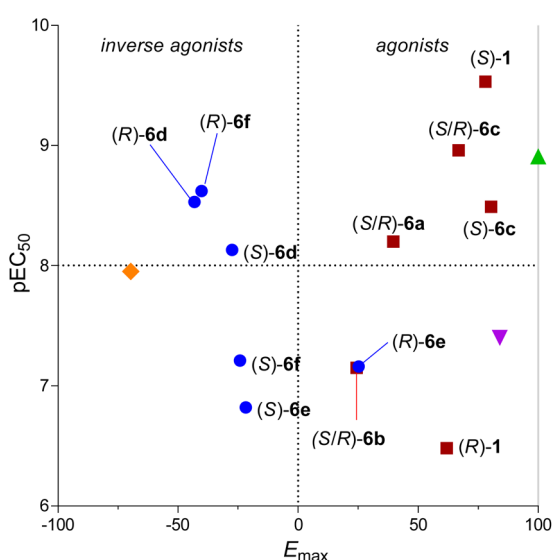 10
inverse agonists
agonists
(S)-1
(R)-6f
(R)-6d
(S/R)-6c
9
(S/R)-6a
(S)-6c
(S)-6d
8
pEC50
(R)-6e
(S)-6f
7
(S)-6e
(S/R)-6b
(R)-1
6
-100
-50
0
50
100
Emax